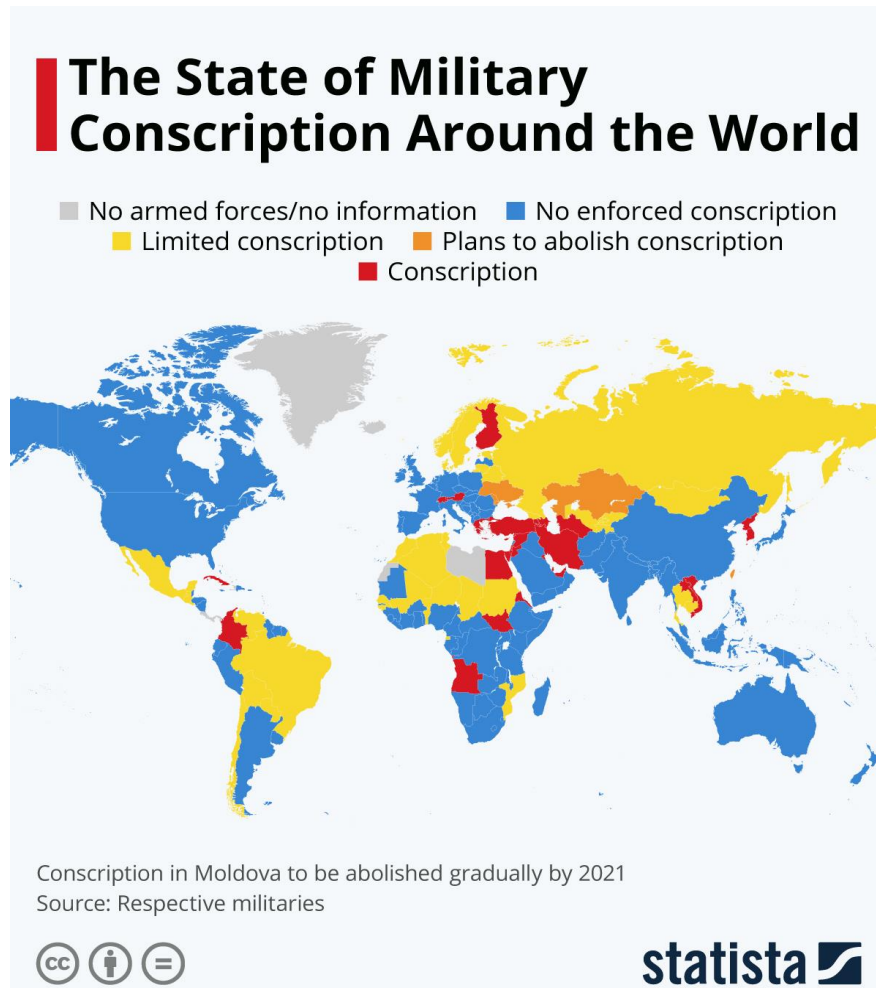 The State of Military
Conscription Around the World
No armed forces/no information No enforced conscription
Limited conscription Plans to abolish conscription
Conscription
Conscription in Moldova to be abolished gradually by 2021
Source: Respective militaries
cc
statista